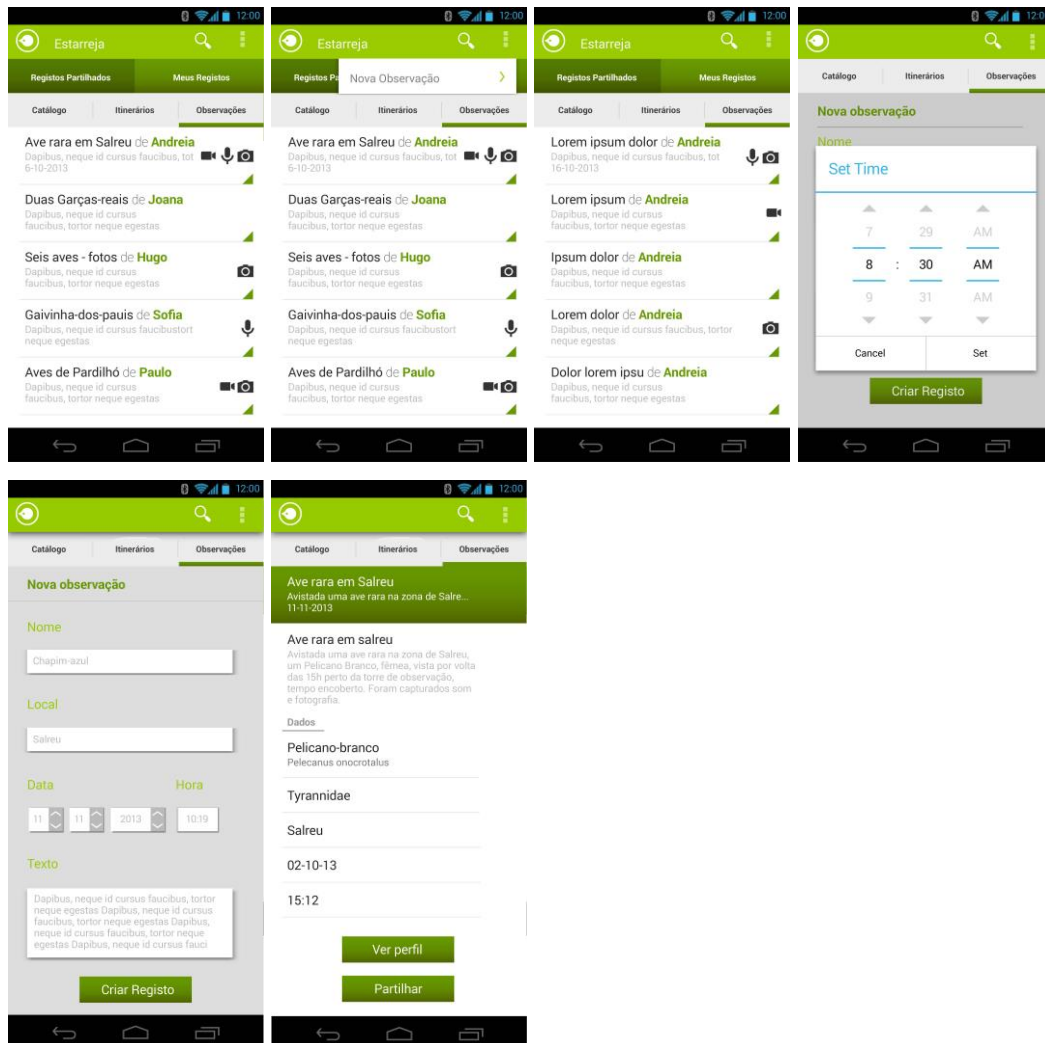 12:00
Estarreja
Registos Partilhados Meus Registos
Catálogo Itinerários Observações
Ave rara em Salreu de Andreia
Dapibus, neque id cursus faucibus, tot
6-10-2013
Duas Garças-reais de Joana
Dapibus, neque id cursus
faucibus, tortor neque egestas
Seis aves - fotos de Hugo
Dapibus, neque id cursus
faucibus, tortor neque egestas
Gaivinha-dos-pauis de Sofia
Dapibus, neque id cursus faucibustort
neque egestas
Aves de Pardilhó de Paulo
Dapibus, neque id cursus
faucibus, tortor neque egestas
12:00
Estarreja
Registos Pa Nova Observação
Catálogo Itinerários Observações
Ave rara em Salreu de Andreia
Dapibus, neque id cursus faucibus, tot
6-10-2013
Duas Garças-reais de Joana
Dapibus, neque id cursus
faucibus, tortor neque egestas
Seis aves - fotos de Hugo
Dapibus, neque id cursus
faucibus, tortor neque egestas
Gaivinha-dos-pauis de Sofia
Dapibus, neque id cursus faucibustort
neque egestas
Aves de Pardilhó de Paulo
Dapibus, neque id cursus
faucibus, tortor neque egestas
12:00
Estarreja
Registos Partilhados Meus Registos
Catálogo Itinerários Observações
Lorem ipsum dolor de Andreia
Dapibus, neque id cursus faucibus, tot
16-10-2013
Lorem ipsum de Andreia
Dapibus, neque id cursus
faucibus, tortor neque egestas
Ipsum dolor de Andreia
Dapibus, neque id cursus
faucibus, tortor neque egestas
Lorem dolor de Andreia
Dapibus, neque id cursus faucibus, tortor
neque egestas
Dolor lorem ipsu de Andreia
Dapibus, neque id cursus
faucibus, tortor neque egestas
12:0
Catálogo Itinerários Observações
Nova observação
Nome
Set Time
7 29 AM
8 : 30 AM
9 31 AM
Cancel Set
Criar Registo
12:00
Catálogo Itinerários Observações
Nova observação
Nome
Chapim-azul
Local
Salreu
Data Hora
11 11 2013 10:19
Texto
Dapibus, neque id cursus faucibus, tortor
neque egestas Dapibus, neque id cursus
faucibus, tortor neque egestas Dapibus,
neque id cursus faucibus, tortor neque
egestas Dapibus, neque id cursus fauci
Criar Registo
12:00
Catálogo Itinerários Observações
Ave rara em Salreu
Avistada uma ave rara na zona de Salre...
11-11-2013
Ave rara em salreu
Avistada uma ave rara na zona de Salreu,
um Pelicano Branco, fêmea, vista por volta
das 15h perto da torre de observação,
tempo encoberto. Foram capturados som
e fotografia.
Dados
Pelicano-branco
Pelecanus onocrotalus
Tyrannidae
Salreu
02-10-13
15:12
Ver perfil
Partilhar